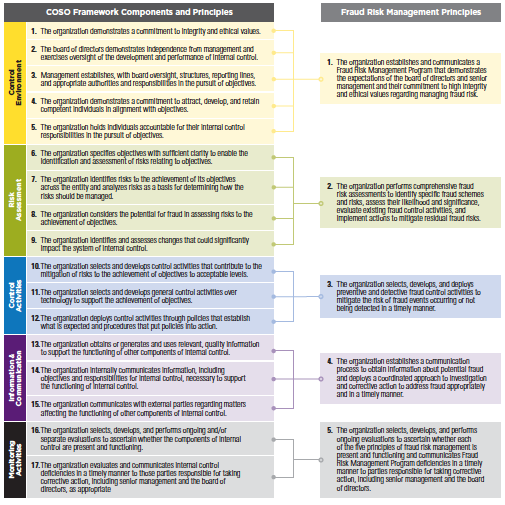 COSO Framework Components and Principles
Control
Environment
1. The organization demonstrates a commitment to integrity and ethical values.
2. The board of directors demonstrates independence from management and
exercises oversight of the development and performance of internal control.
3. Management establishes, with board oversight, structures, reporting lines,
and appropriate authorities and responsibilities in the pursuit of objectives.
4. The organization demonstrates a commitment to attract, develop, and retain
competent individuals in alignment with objectives.
5. The organization holds individuals accountable for their internal control
responsibilities in the pursuit of objectives.
Risk
Assessment
6. The organization specifies objectives with sufficient clarity to enable the
identification and assessment of risks relating to objectives.
7. The organization identifies risks to the achievement of its objectives
across the entity and analyzes risks as a basis for determining how the
risks should be managed.
8. The organization considers the potential for fraud in assessing risks to the
achievement of objectives.
9. The organization identifies and assesses changes that could significantly
impact the system of internal control.
Control
Activities
10. The organization selects and develops control activities that contribute to the
mitigation of risks to the achievement of objectives to acceptable levels.
11. The organization selects and develops general control activities over
technology to support the achievement of objectives.
12. The organization deploys control activities through policies that establish
what is expected and procedures that put policies into action.
Information &
Communication
13. The organization obtains or generates and uses relevant, quality information
to support the functioning of other components of internal control.
14. The organization internally communicates information, including
objectives and responsibilities for internal control, necessary to support
the functioning of internal control.
15. The organization communicates with external parties regarding matters
affecting the functioning of other components of internal control.
Monitoring
Activities
16. The organization selects, develops, and performs ongoing and/or
separate evaluations to ascertain whether the components of internal
control are present and functioning.
17. The organization evaluates and communicates internal control
deficiencies in a timely manner to those parties responsible for taking
corrective action, including senior management and the board of
directors, as appropriate
Fraud Risk Management Principles
1. The organization establishes and communicates a
Fraud Risk Management Program that demonstrates
the expectations of the board of directors and senior
management and their commitment to high integrity
and ethical values regarding managing fraud risk.
2. The organization performs comprehensive fraud
risk assessments to identify specific fraud schemes
and risks, assess their likelihood and significance,
evaluate existing fraud control activities, and
implement actions to mitigate residual fraud risks.
3. The organization selects, develops, and deploys
preventive and detective fraud control activities to
mitigate the risk of fraud events occurring or not
being detected in a timely manner.
4. The organization establishes a communication
process to obtain information about potential fraud
and deploys a coordinated approach to investigation
and corrective action to address fraud appropriately
and in a timely manner.
5. The organization selects, develops, and performs
ongoing evaluations to ascertain whether each
of the five principles of fraud risk management is
present and functioning and communicates Fraud
Risk Management Program deficiencies in a timely
manner to parties responsible for taking corrective
action, including senior management and the board
of directors.